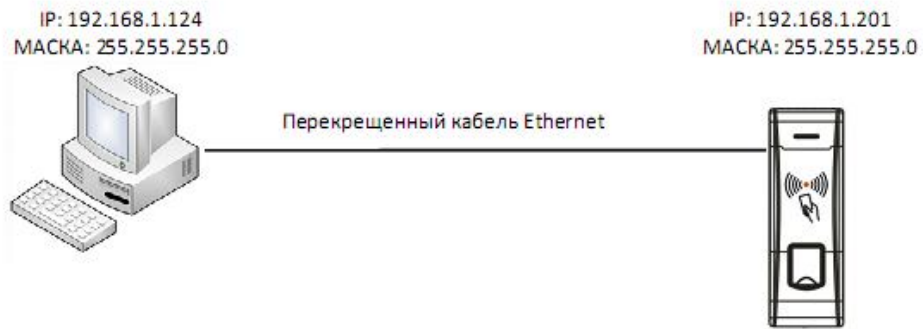 IP: 192.168.1.124
МАСКА: 255.255.255.0
IP: 192.168.1.201
МАСКА: 255.255.255.0
Перекрещенный кабель Ethernet